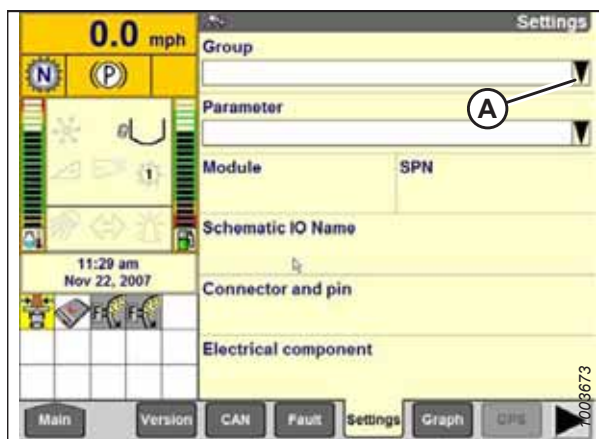 0.0 mph
Settings
Group
A
N
(P)
Parameter
1
Module
SPN
Schematic IO Name
11:29 am
Nov 22, 2007
Connector and pin
Electrical component
Main
Version
CAN
Fault
Settings
Graph
GPS
1003673